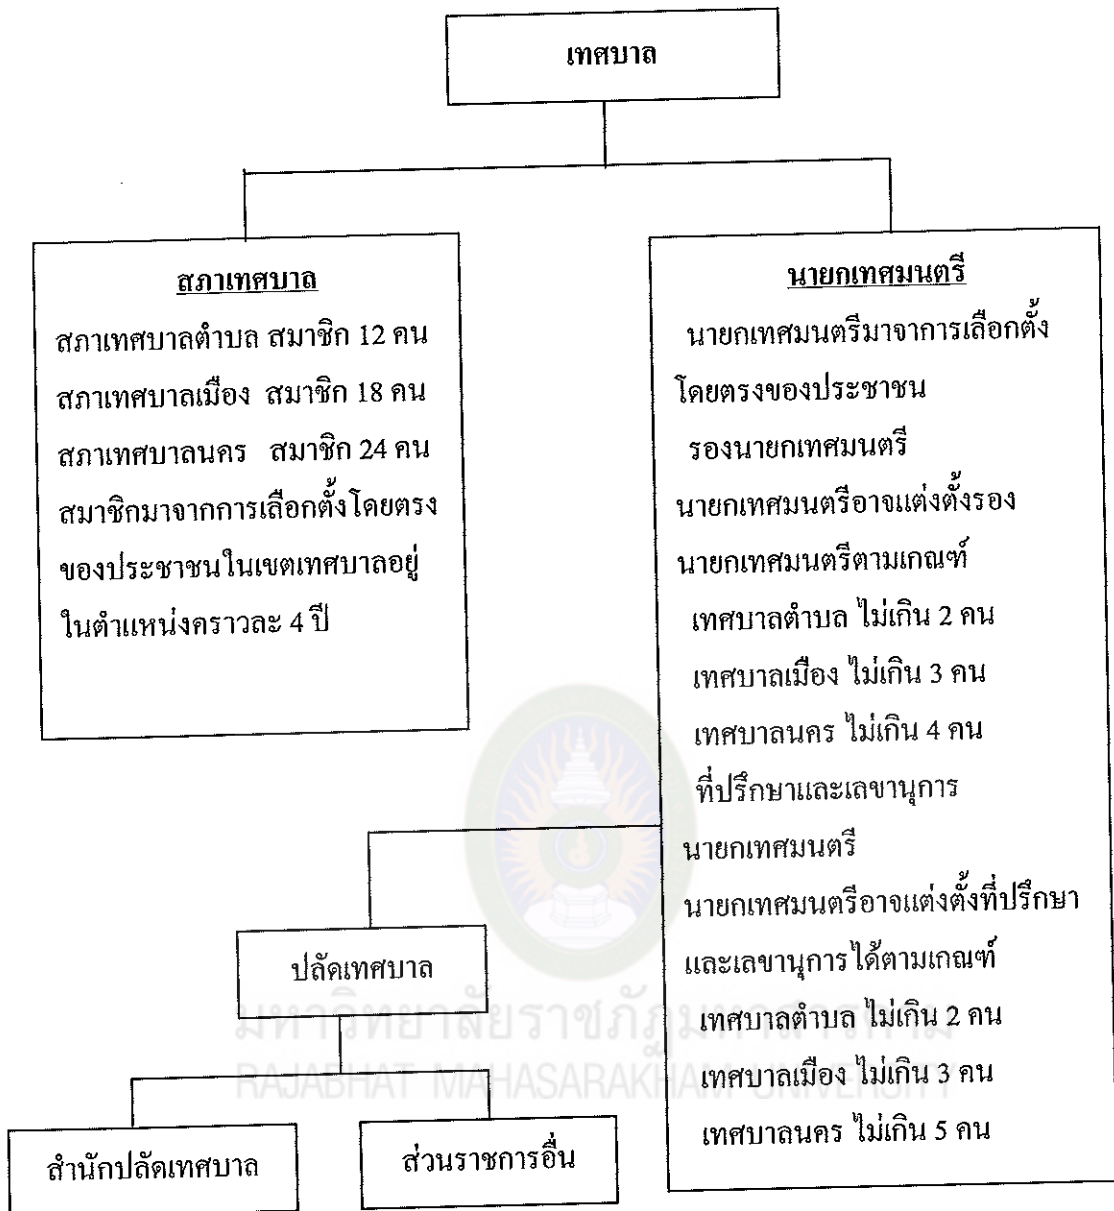 เทศบาล
สภาเทศบาล
สภาเทศบาลตำบล สมาชิก 12 คน
สภาเทศบาลเมือง สมาชิก 18 คน
สภาเทศบาลนคร สมาชิก 24 คน
สมาชิกมาจากการเลือกตั้งโดยตรง
ของประชาชนในเขตเทศบาลอยู่
ในตำแหน่งคราวละ 4 ปี
นายกเทศมนตรี
นายกเทศมนตรีมาจาการเลือกตั้ง
โดยตรงของประชาชน
รองนายกเทศมนตรี
นายกเทศมนตรีอาจแต่งตั้งรอง
นายกเทศมนตรีตามเกณฑ์
เทศบาลตำบล ไม่เกิน 2 คน
เทศบาลเมือง ไม่เกิน 3 คน
เทศบาลนคร ไม่เกิน 4 คน
ที่ปรึกษาและเลขานุการ
นายกเทศมนตรี
นายกเทศมนตรีอาจแต่งตั้งที่ปรึกษา
และเลขานุการได้ตามเกณฑ์
เทศบาลตำบล ไม่เกิน 2 คน
เทศบาลเมือง ไม่เกิน 3 คน
เทศบาลนคร ไม่เกิน 5 คน
ปลัดเทศบาล
มหาวิทยาลัยราชภัฏมหาสารคาม
RAJABHAT MAHASARAKHAM UNIVERSITY
สำนักปลัดเทศบาล
ส่วนราชการอื่น